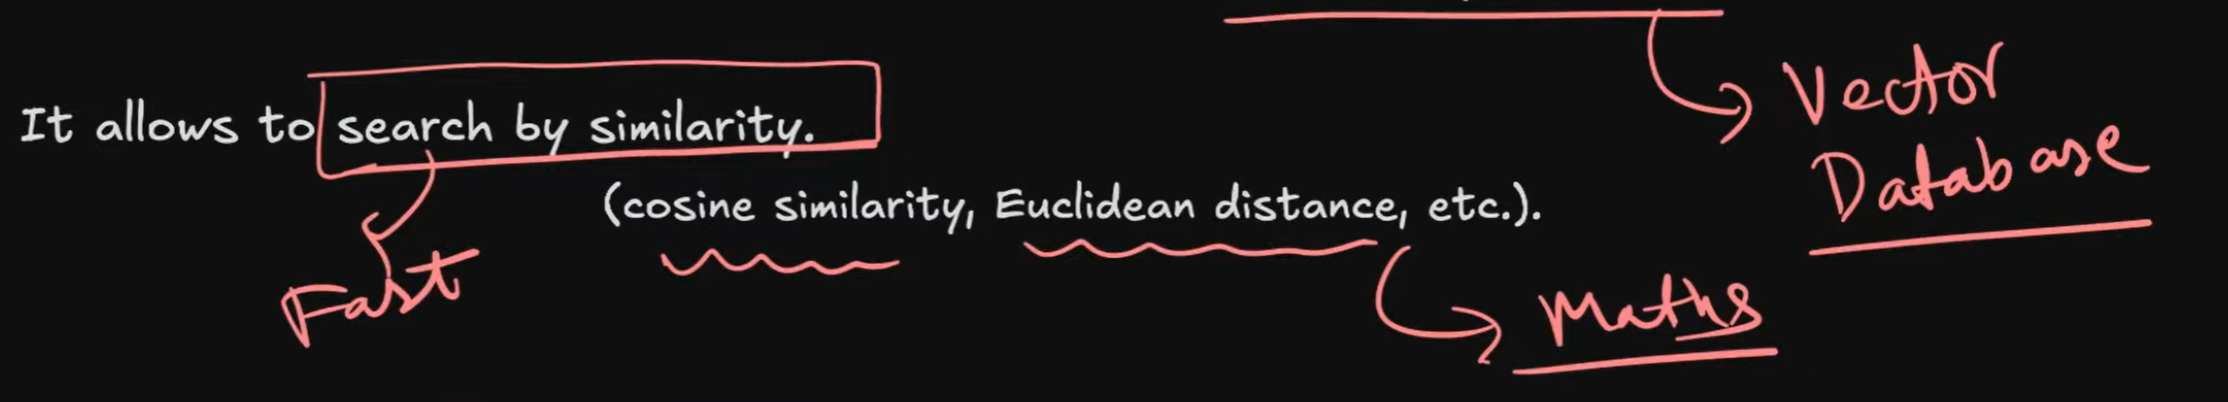 It allows to search by similarity.
(cosine similarity, Euclidean distance, etc.).
Vector
Database
Fast
Maths